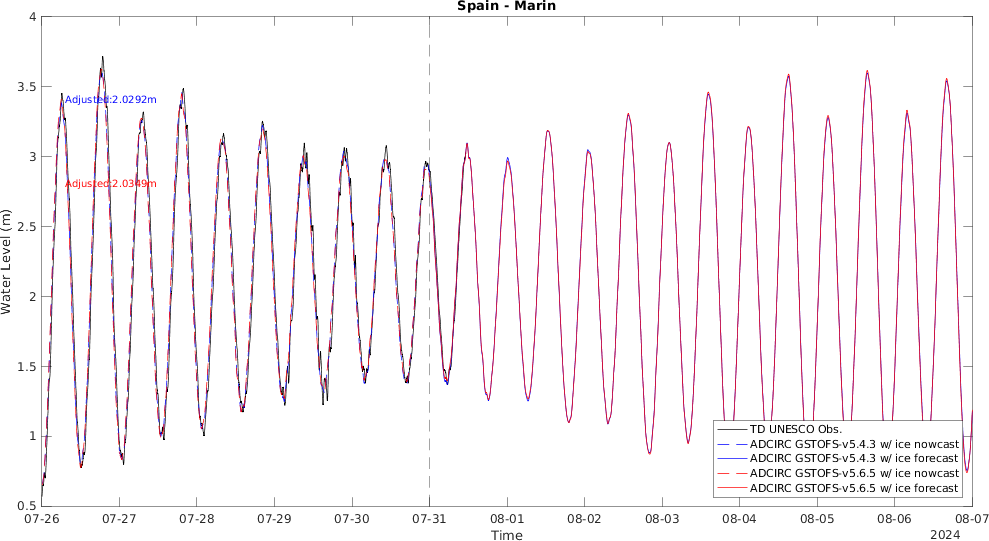 Spain - Marin
4
3.5
3
2.5
2
1.5
1
0.5
Water Level (m)
Adjusted:2.0292m
Adjusted:2.0349m
TD UNESCO Obs.
ADCIRC GSTOFS-v5.4.3 w/ ice nowcast
ADCIRC GSTOFS-v5.4.3 w/ ice forecast
ADCIRC GSTOFS-v5.6.5 w/ ice nowcast
ADCIRC GSTOFS-v5.6.5 w/ ice forecast
07-26 07-27 07-28 07-29 07-30 07-31 08-01 08-02 08-03 08-04 08-05 08-06 08-07
Time
2024